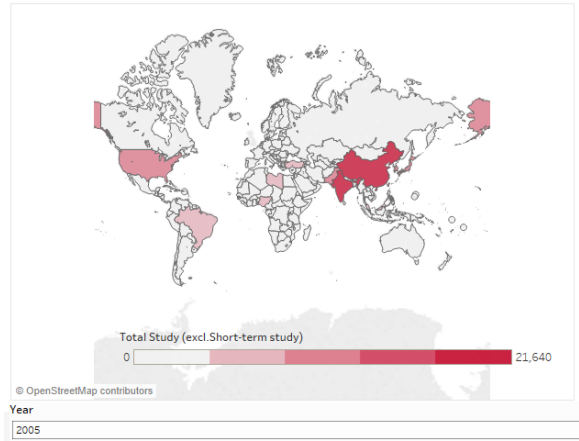 Total Study (excl.Short-term study)
0 21,640
© OpenStreetMap contributors
Year
2005